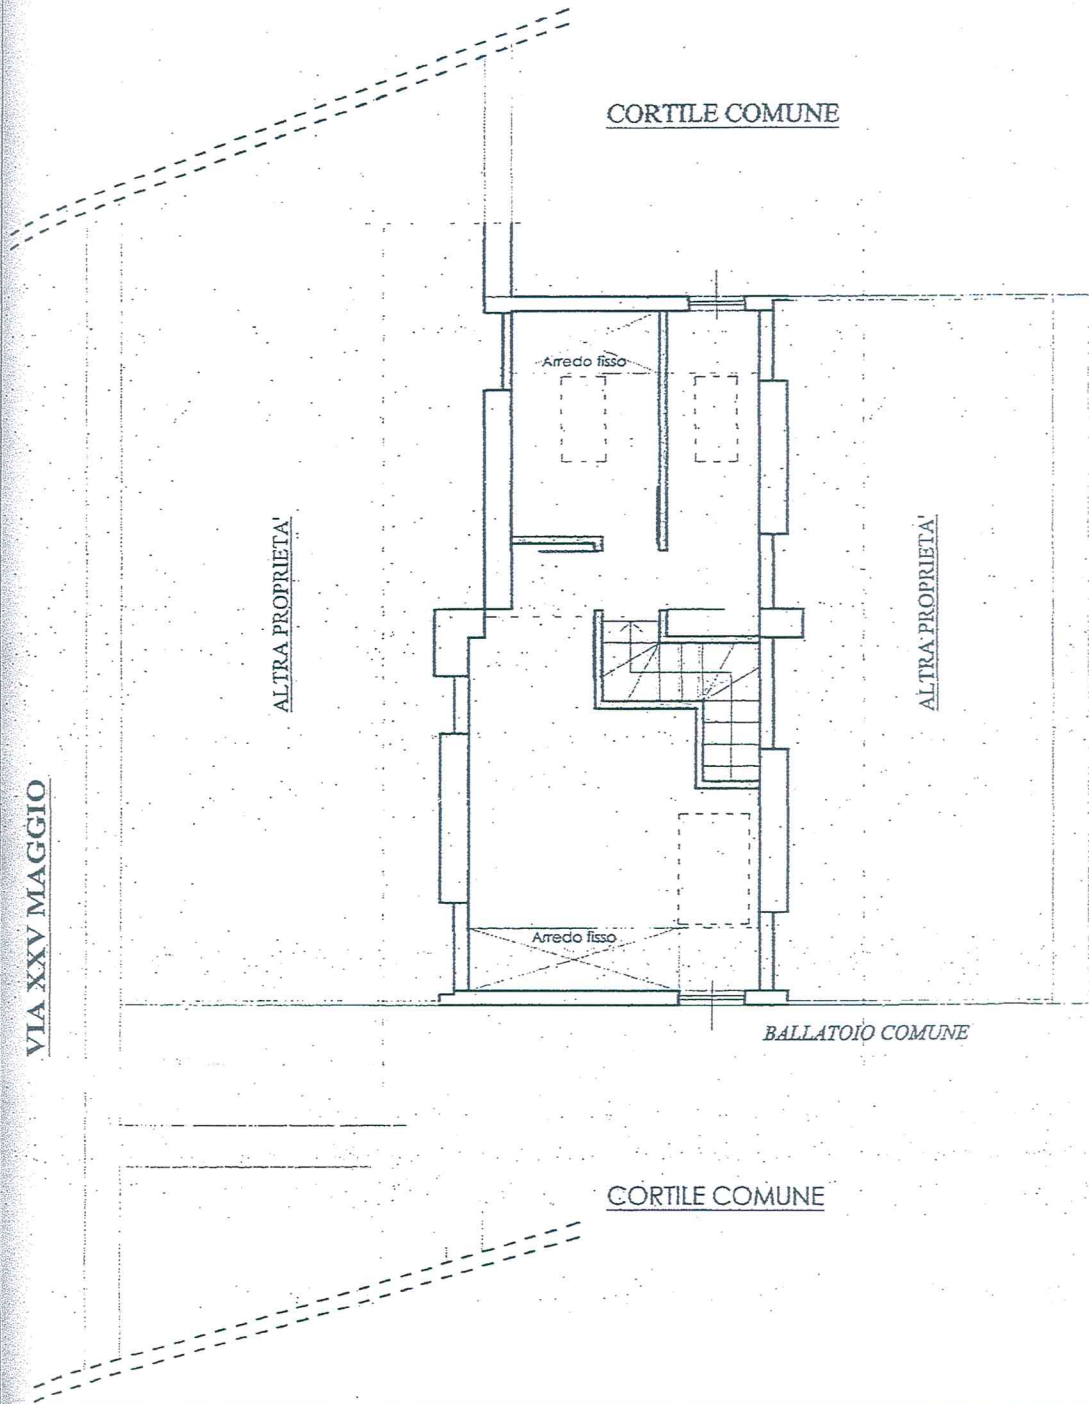 CORTILE COMUNE
Arredo fisso
ALTRA PROPRIETA'
ALTRA PROPRIETA'
VIA XXV MAGGIO
Arredo fisso
BALLATOIO COMUNE
CORTILE COMUNE